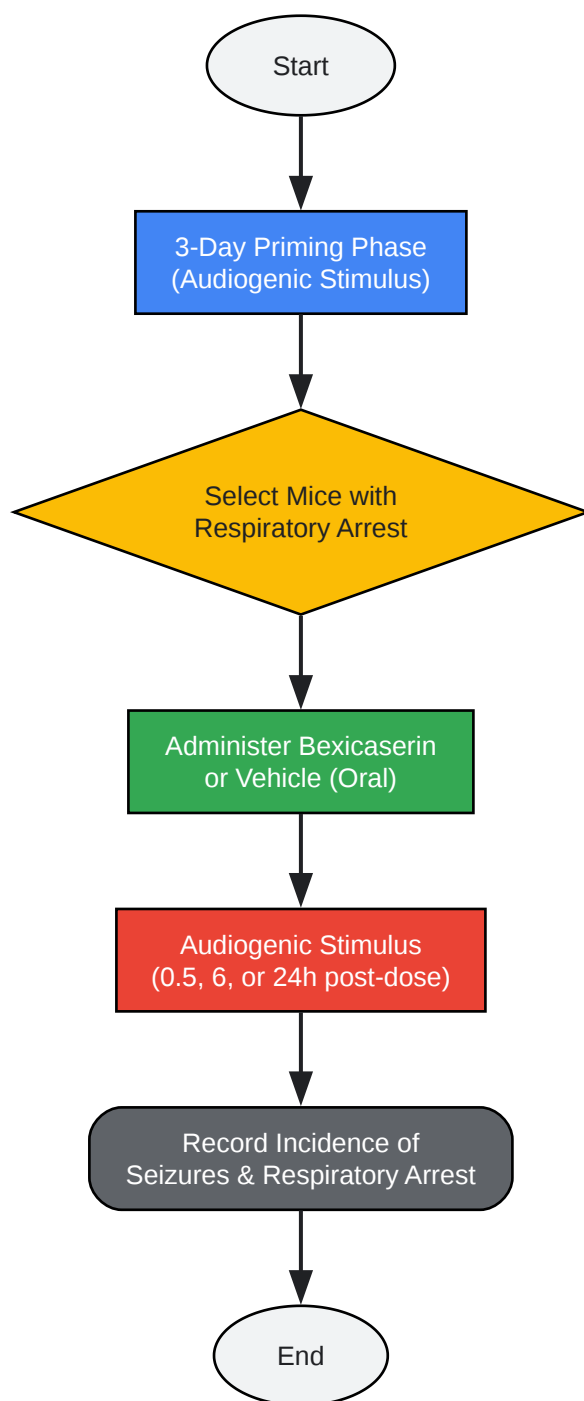 Start
3-Day Priming Phase
(Audiogenic Stimulus)
Select Mice with
Respiratory Arrest
Administer Bexicaserin
or Vehicle (Oral)
Audiogenic Stimulus
(0.5, 6, or 24h post-dose)
Record Incidence of
Seizures & Respiratory Arrest
End